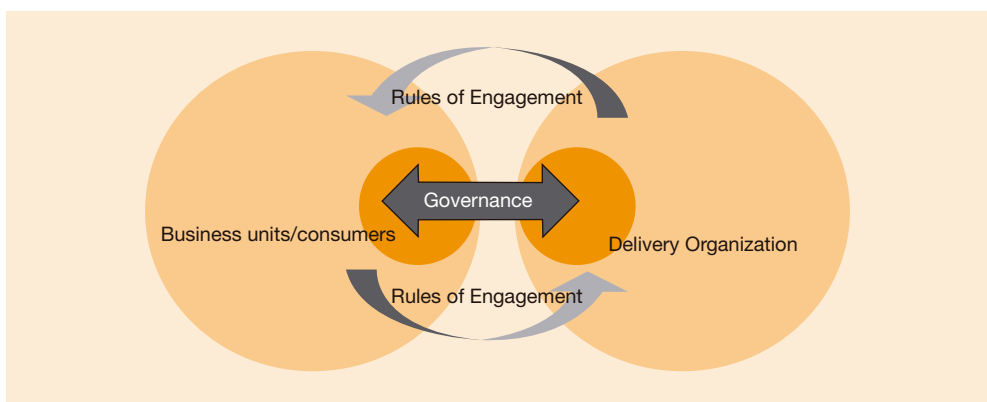 Rules of Engagement
Governance
Business units/consumers
Delivery Organization
Rules of Engagement